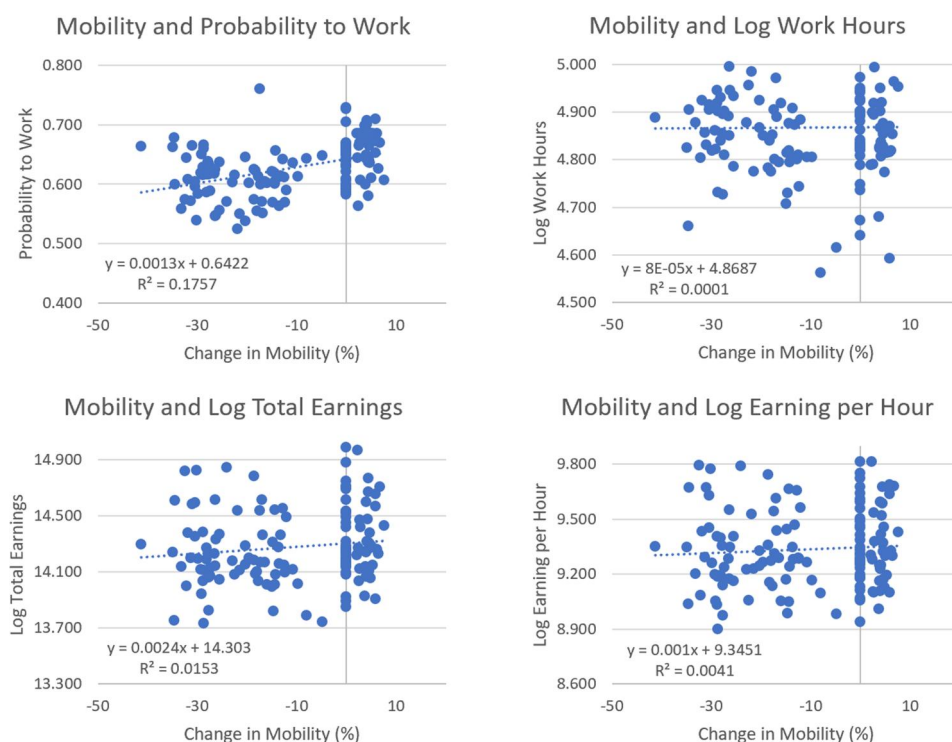 Mobility and Probability to Work
0.800
0.700
0.600
0.500
0.400
Probability to Work
y = 0.0013x + 0.6422
R² = 0.1757
-50 -30 -10 10
Change in Mobility (%)
Mobility and Log Work Hours
5.000
4.900
4.800
4.700
4.600
4.500
Log Work Hours
y = 8E-05x + 4.8687
R² = 0.0001
-50 -30 -10 10
Change in Mobility (%)
Mobility and Log Total Earnings
14.900
14.500
14.100
13.700
13.300
Log Total Earnings
y = 0.0024x + 14.303
R² = 0.0153
-50 -30 -10 10
Change in Mobility (%)
Mobility and Log Earning per Hour
9.800
9.500
9.200
8.900
8.600
Log Earning per Hour
y = 0.001x + 9.3451
R² = 0.0041
-50 -30 -10 10
Change in Mobility (%)